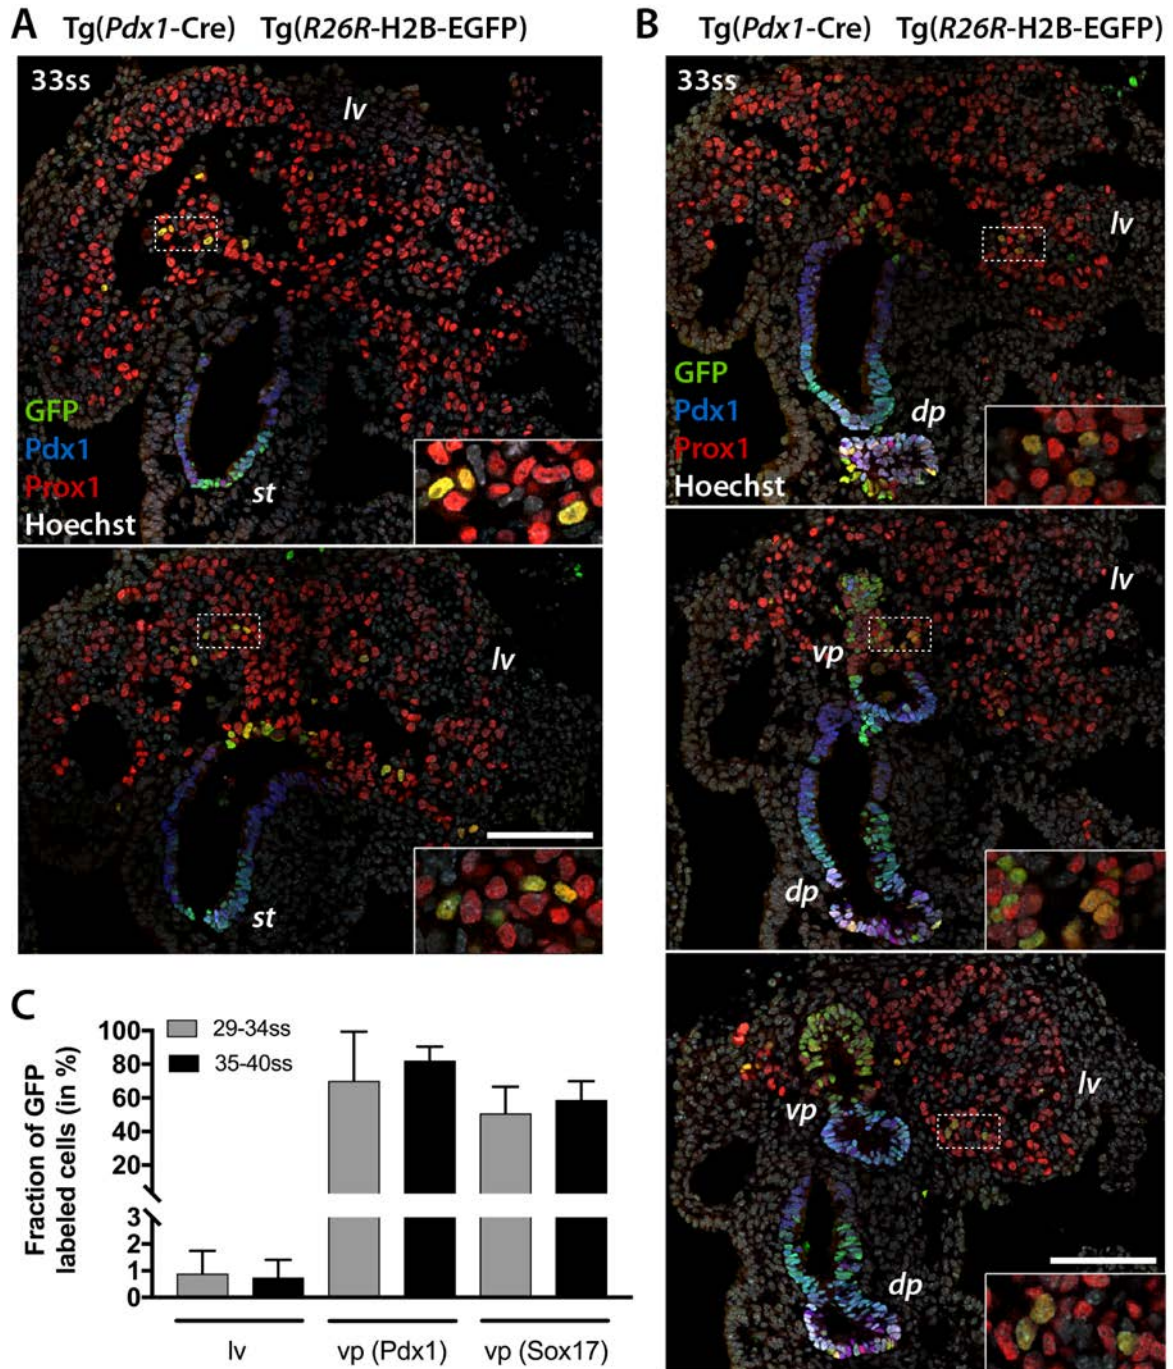 A Tg(Pdx1-Cre) Tg(R26R-H2B-EGFP)
33ss
lv
GFP
Pdx1
Prox1
Hoechst
st
lv
st
B Tg(Pdx1-Cre) Tg(R26R-H2B-EGFP)
33ss
lv
GFP
Pdx1
Prox1
Hoechst
dp
lv
vp
dp
lv
vp
dp
C
29-34ss
35-40ss
Fraction of GFP
labeled cells (in %)
100
80
60
40
20
3
2
1
0
lv vp (Pdx1) vp (Sox17)